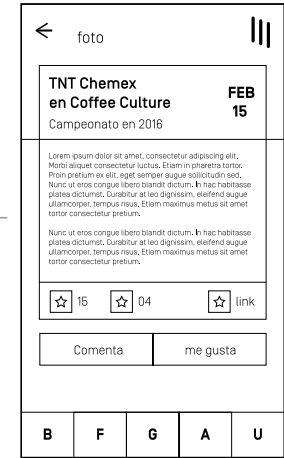 foto
TNT Chemex
en Coffee Culture
Campeonato en 2016
FEB
15
Lorem ipsum dolor sit amet, consectetur adipiscing elit.
Morbi aliquet consectetur luctus. Etiam in pharetra tortor.
Proin pretium ex elit, eget semper augue sollicitudin sed.
Nunc ut eros congue libero blandit dictum. In hac habitasse
platea dictumst. Curabitur at leo dignissim, eleifend augue
ullamcorper, tempus risus. Etiam maximus metus sit amet
tortor consectetur pretium.
Nunc ut eros congue libero blandit dictum. In hac habitasse
platea dictumst. Curabitur at leo dignissim, eleifend augue
ullamcorper, tempus risus. Etiam maximus metus sit amet
tortor consectetur pretium.
15 04 link
Comenta me gusta
B F G A U